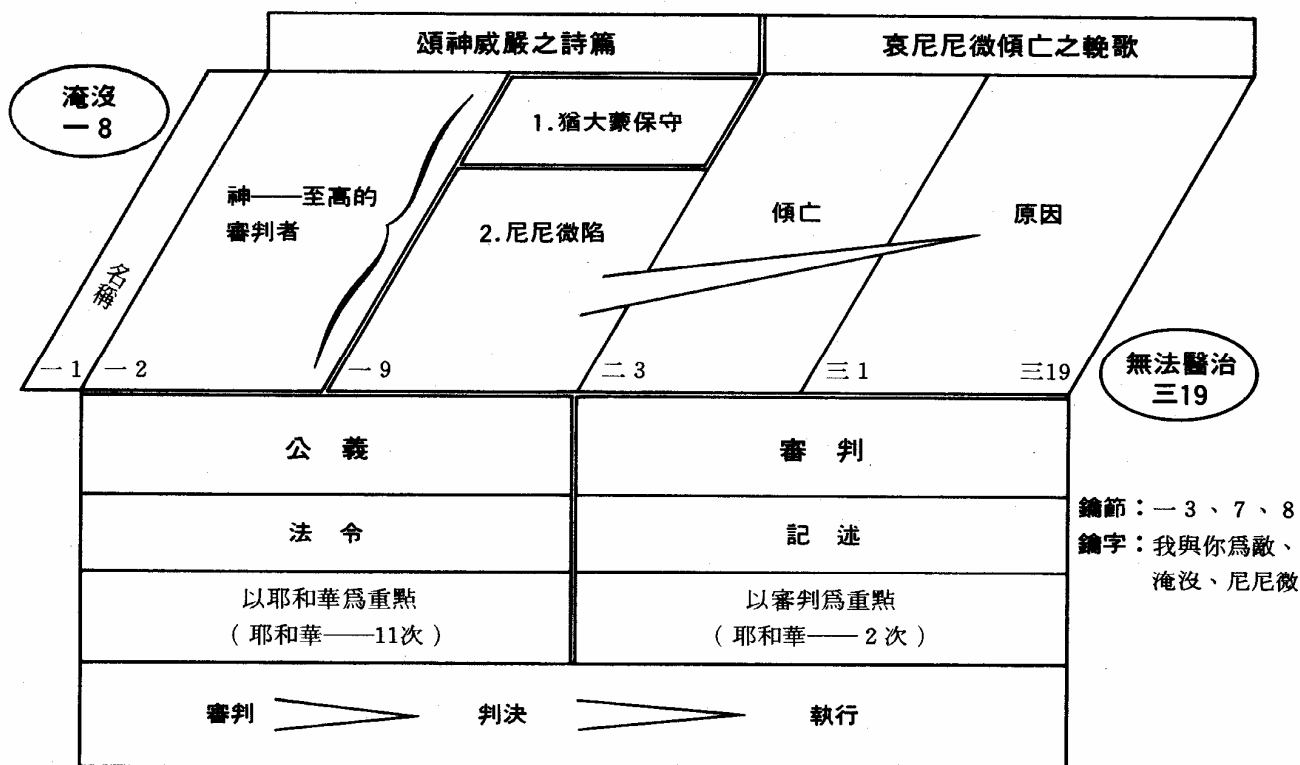 頌神威嚴之詩篇
哀尼尼微傾亡之輓歌
淹沒
一8
1.猶大蒙保守
神——至高的
審判者
2.尼尼微陷
傾亡
原因
名稱
一1
一2
一9
二3
三1
三19
無法醫治
三19
公義
審判
法令
記述
以耶和華爲重點
(耶和華——11次)
以審判爲重點
(耶和華——2次)
鑰節：一3、7、8
鑰字：我與你爲敵、
淹沒、尼尼微
審判
判決
執行